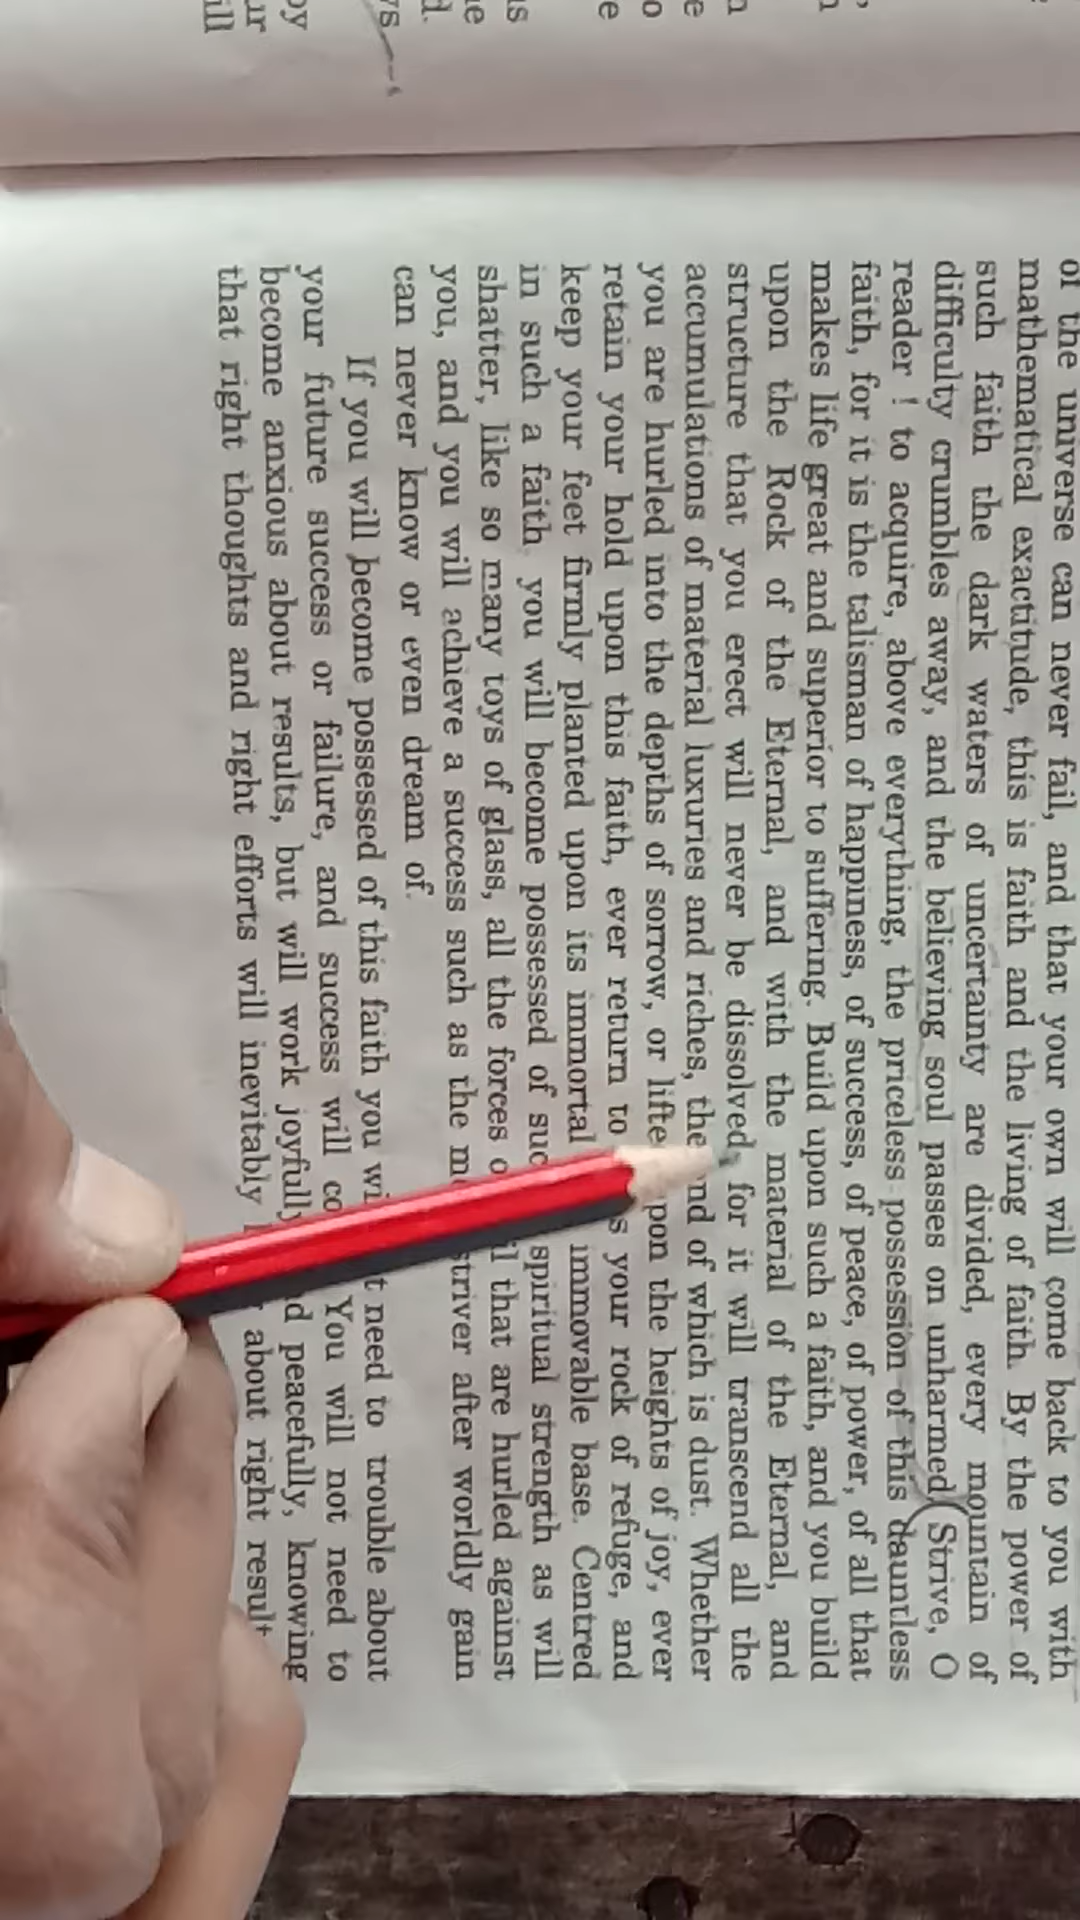 of the universe can never fail, and that your own will come back to you with
mathematical exactitude, this is faith and the living of faith. By the power of
such faith the dark waters of uncertainty are divided, every mountain of
difficulty crumbles away, and the believing soul passes on unharmed. Strive, O
reader ! to acquire, above everything, the priceless possession of this dauntless
faith, for it is the talisman of happiness, of success, of peace, of power, of all that
makes life great and superior to suffering. Build upon such a faith, and you build
upon the Rock of the Eternal, and with the material of the Eternal, and
structure that you erect will never be dissolved, for it will transcend all the
accumulations of material luxuries and riches, the nd of which is dust. Whether
you are hurled into the depths of sorrow, or lifte pon the heights of joy, ever
retain your hold upon this faith, ever return to s your rock of refuge, and
keep your feet firmly planted upon its immortal immovable base. Centred
in such a faith, you will become possessed of suc spiritual strength as will
shatter, like so many toys of glass, all the forces o il that are hurled against
you, and you will achieve a success such as the m striver after worldly gain
can never know or even dream of.
If you will become possessed of this faith you wi t need to trouble about
your future success or failure, and success will co You will not need to
become anxious about results, but will work joyfully d peacefully, knowing
that right thoughts and right efforts will inevitably about right result